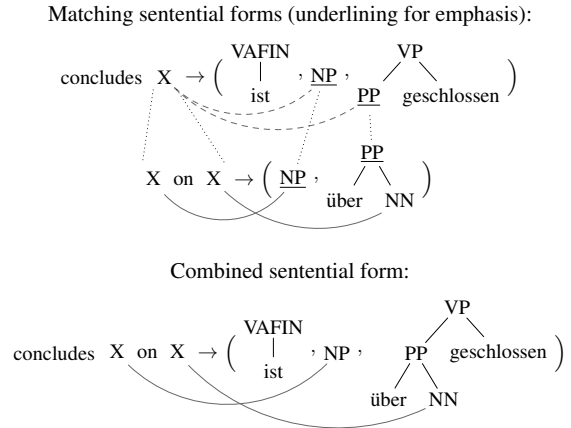 Matching sentential forms (underlining for emphasis):
VAFIN VP
concludes X → ( , NP , )
ist PP geschlossen
PP
X on X → ( NP , )
über NN
Combined sentential form:
VP
VAFIN
concludes X on X → ( , NP , PP geschlossen )
ist
über NN